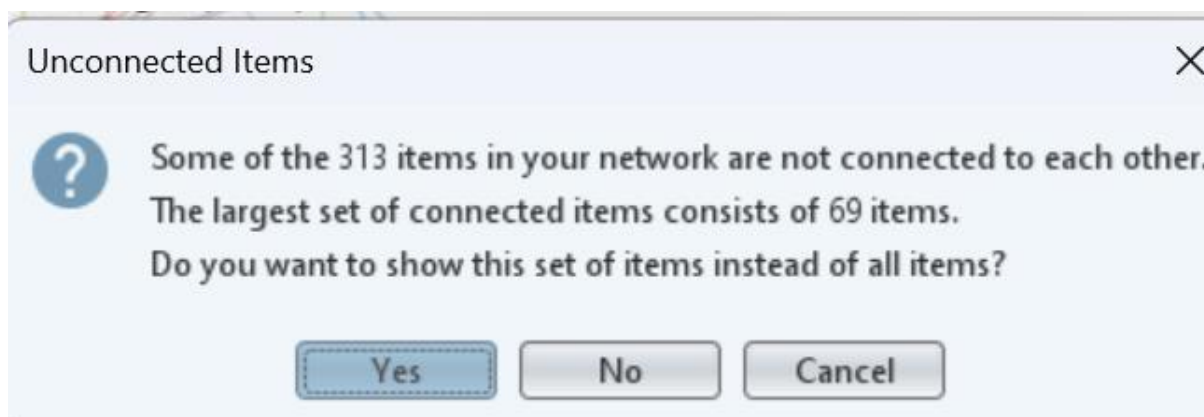 Unconnected Items
Some of the 313 items in your network are not connected to each other.
The largest set of connected items consists of 69 items.
Do you want to show this set of items instead of all items?
Yes No Cancel